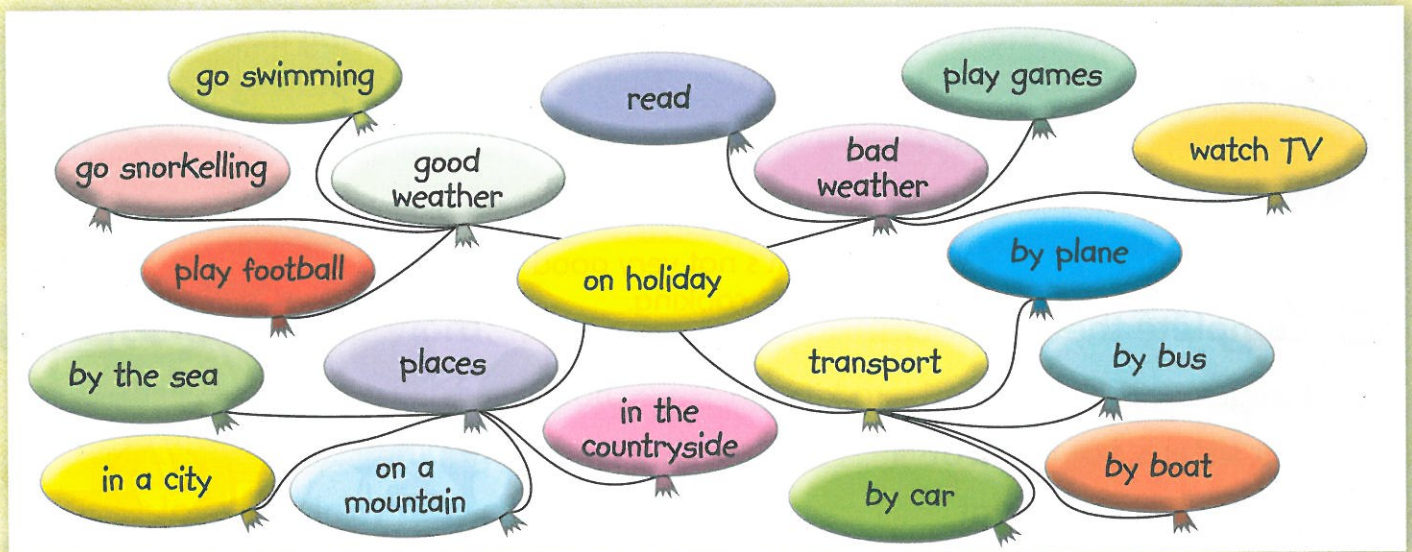 go swimming
go snorkelling
good
weather
play football
read
play games
bad
weather
watch TV
on holiday
by plane
by the sea
places
in a city
on a
mountain
in the
countryside
transport
by bus
by car
by boat